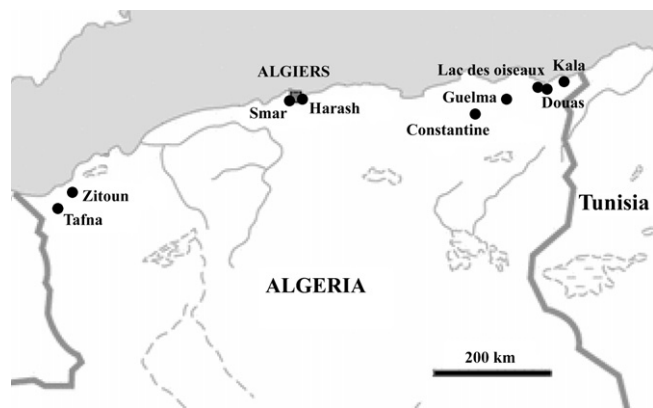 Kala
Lac des oiseaux
ALGIERS
Guelma
Douas
Smar
Harash
Constantine
Zitoun
Tunisia
Tafna
ALGERIA
200 km